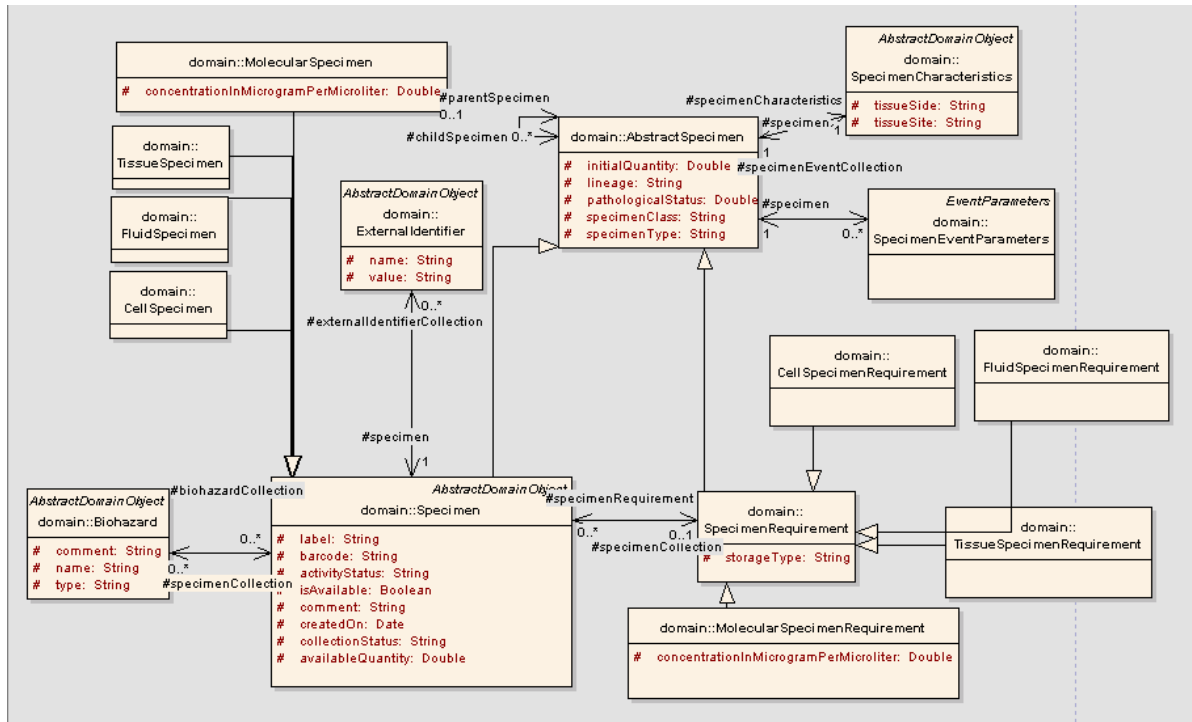 domain::MolecularSpecimen
# concentrationInMicrogramPerMicroliter: Double
#parentSpecimen
0..1
#childSpecimen 0..*
domain::AbstractSpecimen
# initialQuantity: Double
# lineage: String
# pathologicalStatus: Double
# specimenClass: String
# specimenType: String
AbstractDomainObject
domain::
SpecimenCharacteristics
# tissueSide: String
# tissueSite: String
#specimenCharacteristics
#specimen
1
1
#specimenEventCollection
#specimen
1
0..*
EventParameters
domain::
SpecimenEventParameters
domain::
TissueSpecimen
domain::
FluidSpecimen
domain::
CellSpecimen
AbstractDomainObject
domain::
ExternalIdentifier
# name: String
# value: String
0..*
#externalIdentifierCollection
#specimen
1
domain::
CellSpecimenRequirement
domain::
FluidSpecimenRequirement
AbstractDomainObject
domain::Biohazard
# comment: String
# name: String
# type: String
#biohazardCollection
0..*
0..*
#specimenCollection
AbstractDomainObject
domain::Specimen
# label: String
# barcode: String
# activityStatus: String
# isAvailable: Boolean
# comment: String
# createdOn: Date
# collectionStatus: String
# availableQuantity: Double
#specimenRequirement
0..*
0..1
#specimenCollection
domain::
SpecimenRequirement
# storageType: String
domain::
TissueSpecimenRequirement
domain::MolecularSpecimenRequirement
# concentrationInMicrogramPerMicroliter: Double